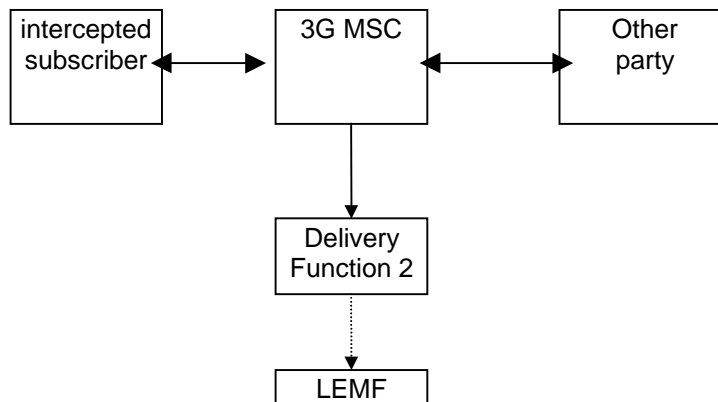 intercepted
subscriber
3G MSC
Other
party
Delivery
Function 2
LEMF